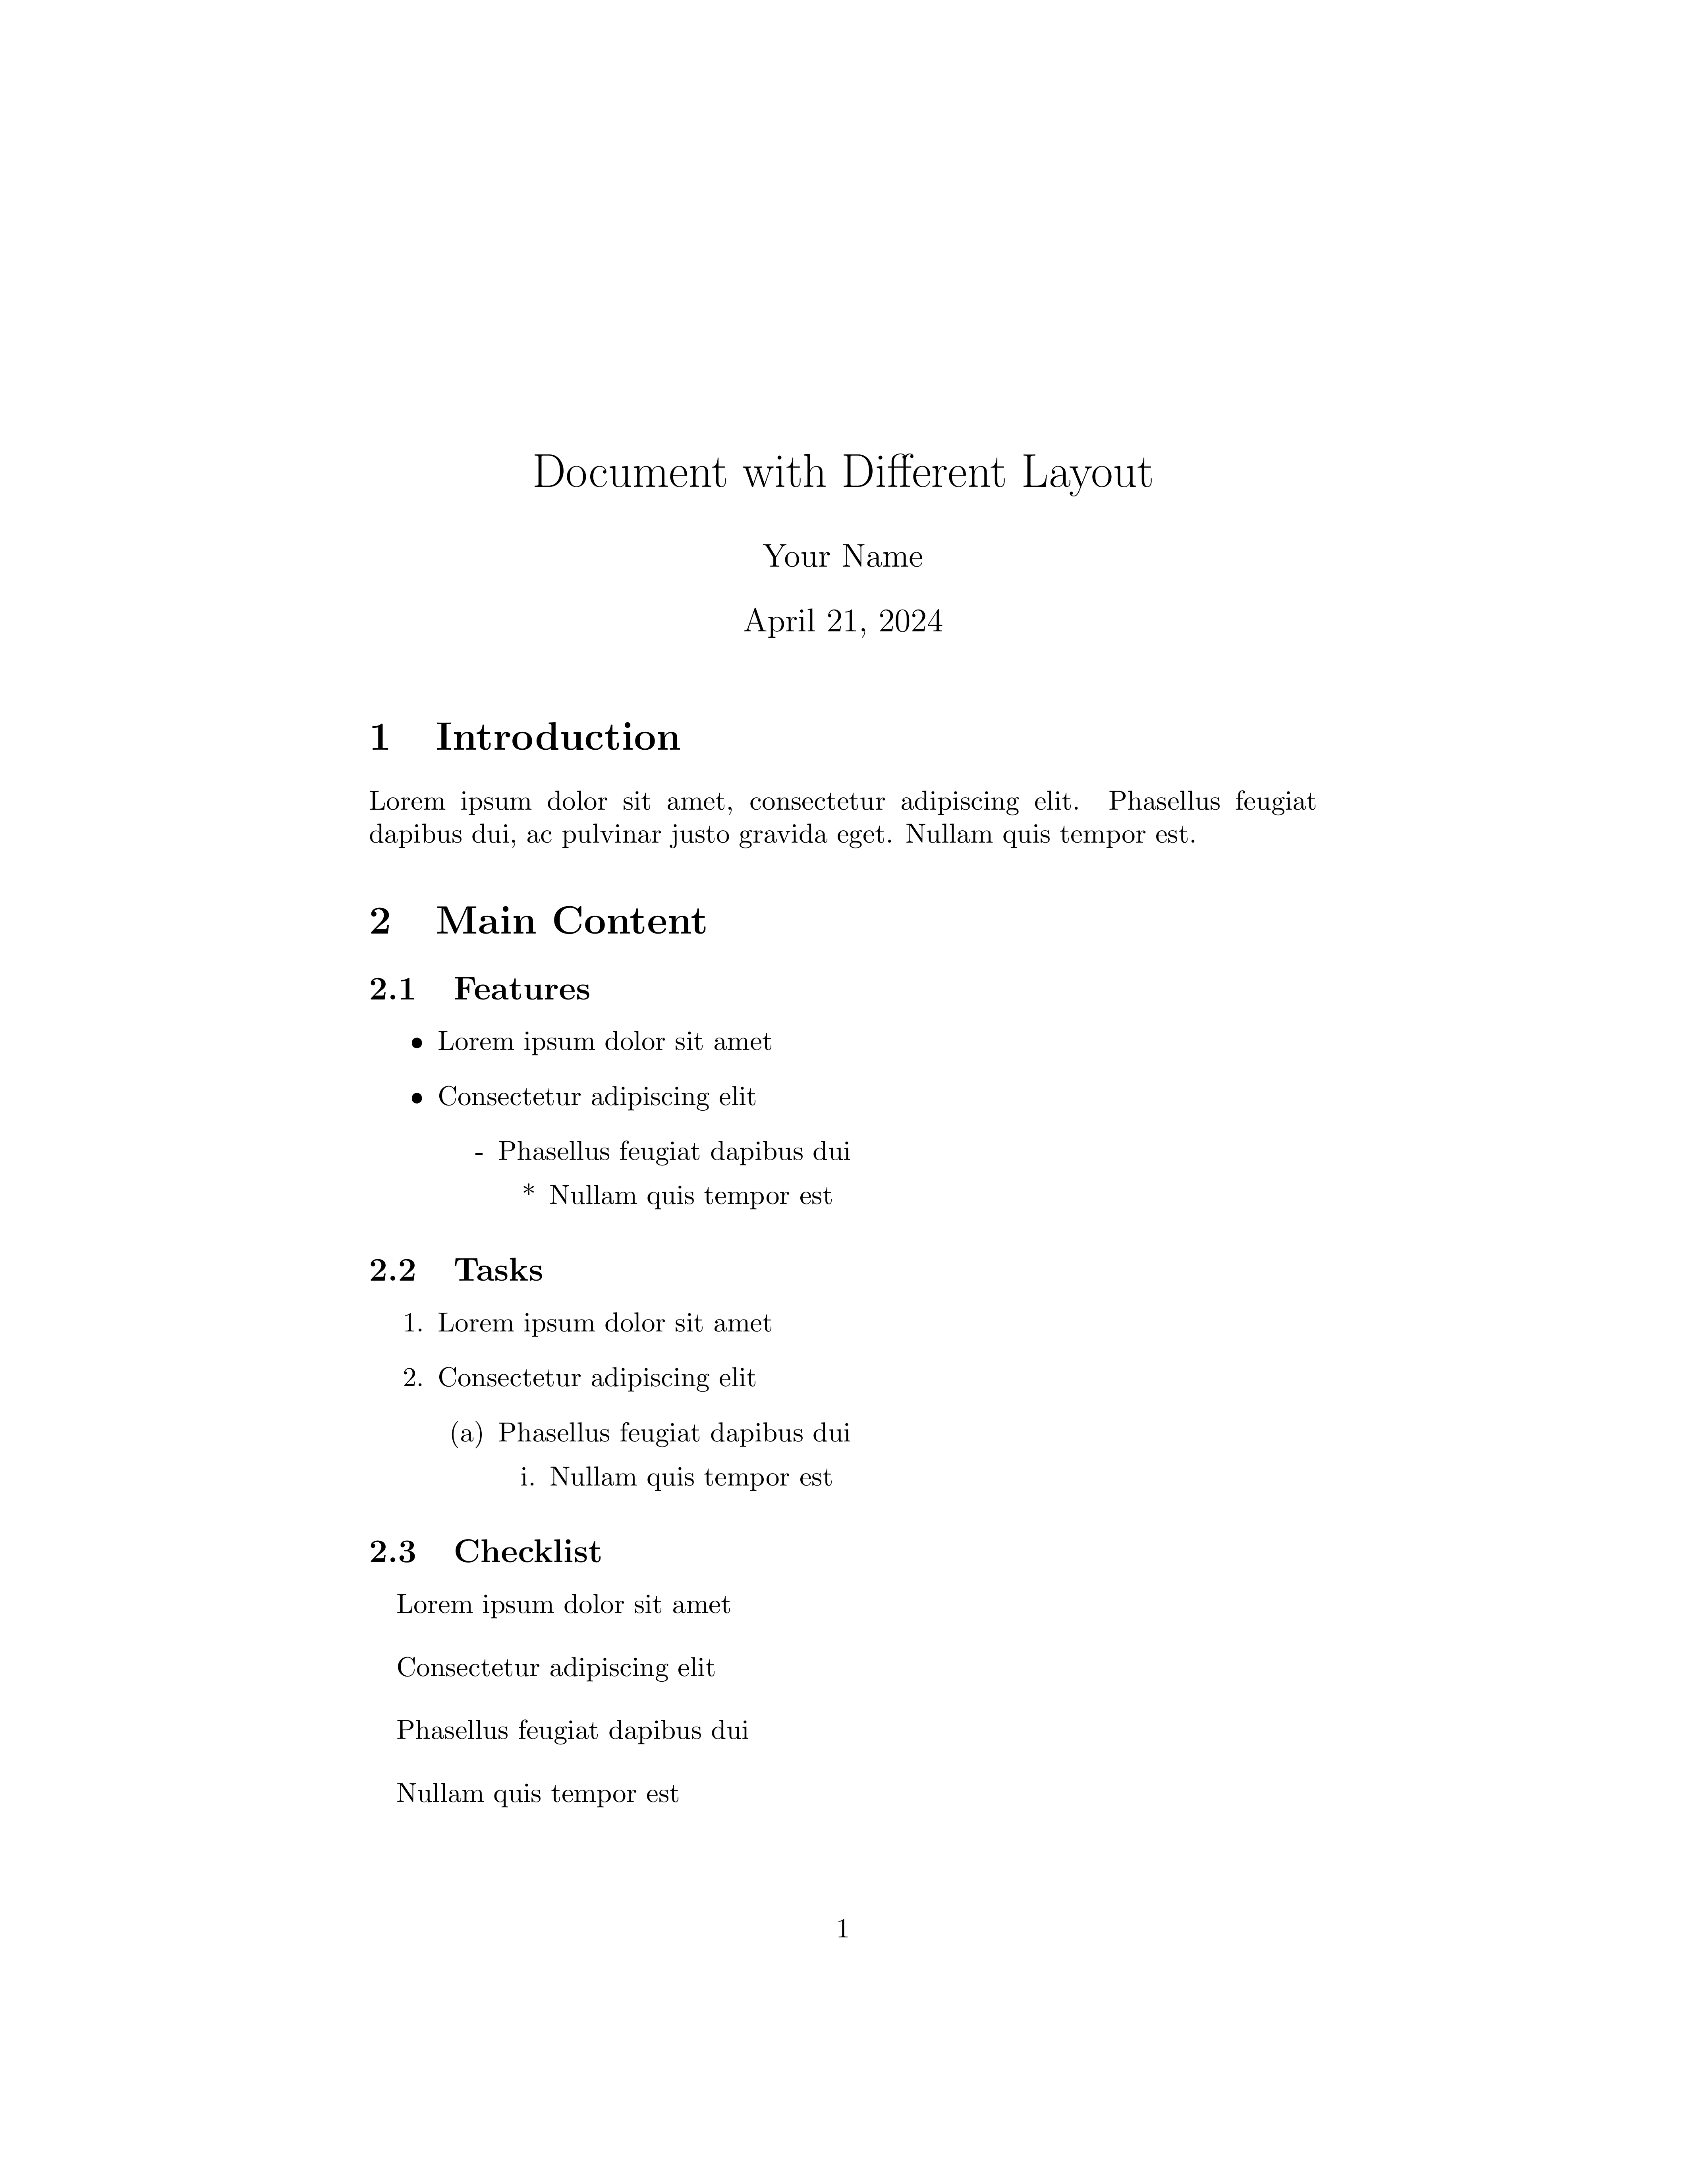 Document with Different Layout
Your Name
April 21, 2024
1 Introduction
Lorem ipsum dolor sit amet, consectetur adipiscing elit. Phasellus feugiat
dapibus dui, ac pulvinar justo gravida eget. Nullam quis tempor est.
2 Main Content
2.1 Features
• Lorem ipsum dolor sit amet
• Consectetur adipiscing elit
- Phasellus feugiat dapibus dui
* Nullam quis tempor est
2.2 Tasks
1. Lorem ipsum dolor sit amet
2. Consectetur adipiscing elit
(a) Phasellus feugiat dapibus dui
i. Nullam quis tempor est
2.3 Checklist
Lorem ipsum dolor sit amet
Consectetur adipiscing elit
Phasellus feugiat dapibus dui
Nullam quis tempor est
1